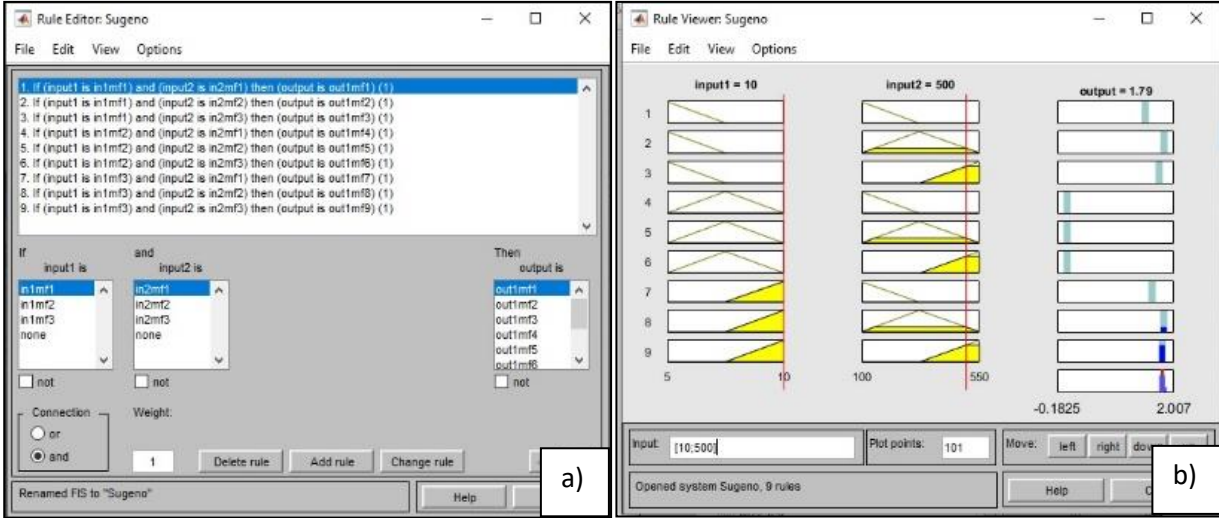 Rule Editor: Sugeno
File Edit View Options
1. If (input1 is in1mf1) and (input2 is in2mf1) then (output is out1mf1) (1)
2. If (input1 is in1mf1) and (input2 is in2mf2) then (output is out1mf2) (1)
3. If (input1 is in1mf1) and (input2 is in2mf3) then (output is out1mf3) (1)
4. If (input1 is in1mf2) and (input2 is in2mf1) then (output is out1mf4) (1)
5. If (input1 is in1mf2) and (input2 is in2mf2) then (output is out1mf5) (1)
6. If (input1 is in1mf2) and (input2 is in2mf3) then (output is out1mf6) (1)
7. If (input1 is in1mf3) and (input2 is in2mf1) then (output is out1mf7) (1)
8. If (input1 is in1mf3) and (input2 is in2mf2) then (output is out1mf8) (1)
9. If (input1 is in1mf3) and (input2 is in2mf3) then (output is out1mf9) (1)
If and Then
input1 is input2 is output is
in1mf1 in2mf1 out1mf1
in1mf2 in2mf2 out1mf2
in1mf3 in2mf3 out1mf3
none none out1mf4
out1mf5
out1mf6
not not not
Connection Weight:
or
and 1 Delete rule Add rule Change rule
Renamed FIS to "Sugeno" Help
a)
Rule Viewer: Sugeno
File Edit View Options
input1 = 10 input2 = 500 output = 1.79
1
2
3
4
5
6
7
8
9
5 10 100 550
-0.1825 2.007
Input: [10;500] Plot points: 101 Move: left right
Opened system Sugeno, 9 rules Help
b)